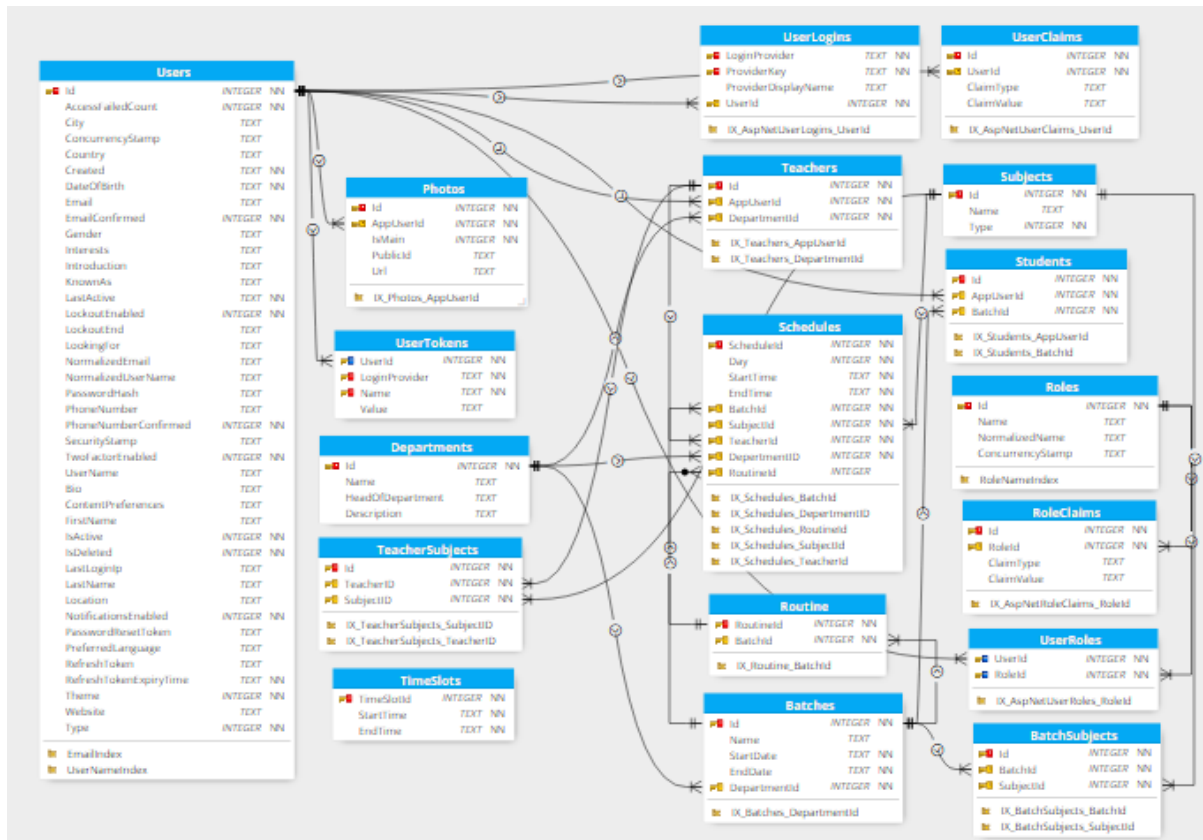 Users
Id INTEGER NN
AccessFailedCount INTEGER NN
City TEXT
ConcurrencyStamp TEXT
Country TEXT
Created TEXT NN
DateOfBirth TEXT NN
Email TEXT
EmailConfirmed INTEGER NN
Gender TEXT
Interests TEXT
Introduction TEXT
KnownAs TEXT
LastActive TEXT NN
LockoutEnabled INTEGER NN
LockoutEnd TEXT
LookingFor TEXT
NormalizedEmail TEXT
NormalizedUserName TEXT
PasswordHash TEXT
PhoneNumber TEXT
PhoneNumberConfirmed INTEGER NN
SecurityStamp TEXT
TwoFactorEnabled INTEGER NN
UserName TEXT
Bio TEXT
ContentPreferences TEXT
FirstName TEXT
IsActive INTEGER NN
IsDeleted INTEGER NN
LastLoginIp TEXT
LastName TEXT
Location TEXT
NotificationsEnabled INTEGER NN
PasswordResetToken TEXT
PreferredLanguage TEXT
RefreshToken TEXT
RefreshTokenExpiryTime TEXT NN
Theme INTEGER NN
Website TEXT
Type INTEGER NN
EmailIndex
UserNameIndex
Photos
Id INTEGER NN
AppUserId INTEGER NN
IsMain INTEGER NN
PublicId TEXT
Url TEXT
IX_Photos_AppUserId
UserTokens
UserId INTEGER NN
LoginProvider TEXT NN
Name TEXT NN
Value TEXT
Departments
Id INTEGER NN
Name TEXT
HeadOfDepartment TEXT
Description TEXT
TeacherSubjects
Id INTEGER NN
TeacherID INTEGER NN
SubjectID INTEGER NN
IX_TeacherSubjects_SubjectID
IX_TeacherSubjects_TeacherID
TimeSlots
TimeSlotId INTEGER NN
StartTime TEXT NN
EndTime TEXT NN
UserLogins
LoginProvider TEXT NN
ProviderKey TEXT NN
ProviderDisplayName TEXT
UserId INTEGER NN
IX_AspNetUserLogins_UserId
Teachers
Id INTEGER NN
AppUserId INTEGER NN
DepartmentId INTEGER NN
IX_Teachers_AppUserId
IX_Teachers_DepartmentId
Schedules
ScheduleId INTEGER NN
Day INTEGER NN
StartTime TEXT NN
EndTime TEXT NN
BatchId INTEGER NN
SubjectId INTEGER NN
TeacherId INTEGER NN
DepertmentID INTEGER NN
RoutineId INTEGER
IX_Schedules_BatchId
IX_Schedules_DepertmentID
IX_Schedules_RoutineId
IX_Schedules_SubjectId
IX_Schedules_TeacherId
Routine
RoutineId INTEGER NN
BatchId INTEGER NN
IX_Routine_BatchId
Batches
Id INTEGER NN
Name TEXT
StartDate TEXT NN
EndDate TEXT NN
DepartmentId INTEGER NN
IX_Batches_DepartmentId
UserClaims
Id INTEGER NN
UserId INTEGER NN
ClaimType TEXT
ClaimValue TEXT
IX_AspNetUserClaims_UserId
Subjects
Id INTEGER NN
Name TEXT
Type INTEGER NN
Students
Id INTEGER NN
AppUserId INTEGER NN
BatchId INTEGER NN
IX_Students_AppUserId
IX_Students_BatchId
Roles
Id INTEGER NN
Name TEXT
NormalizedName TEXT
ConcurrencyStamp TEXT
RoleNameIndex
RoleClaims
Id INTEGER NN
RoleId INTEGER NN
ClaimType TEXT
ClaimValue TEXT
IX_AspNetRoleClaims_RoleId
UserRoles
UserId INTEGER NN
RoleId INTEGER NN
IX_AspNetUserRoles_RoleId
BatchSubjects
Id INTEGER NN
BatchId INTEGER NN
SubjectId INTEGER NN
IX_BatchSubjects_BatchId
IX_BatchSubjects_SubjectId